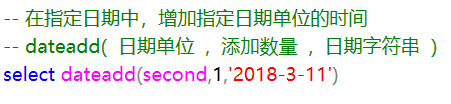 -- 在指定日期中，增加指定日期单位的时间
-- dateadd( 日期单位 , 添加数量 , 日期字符串 )
select dateadd(second,1,'2018-3-11')